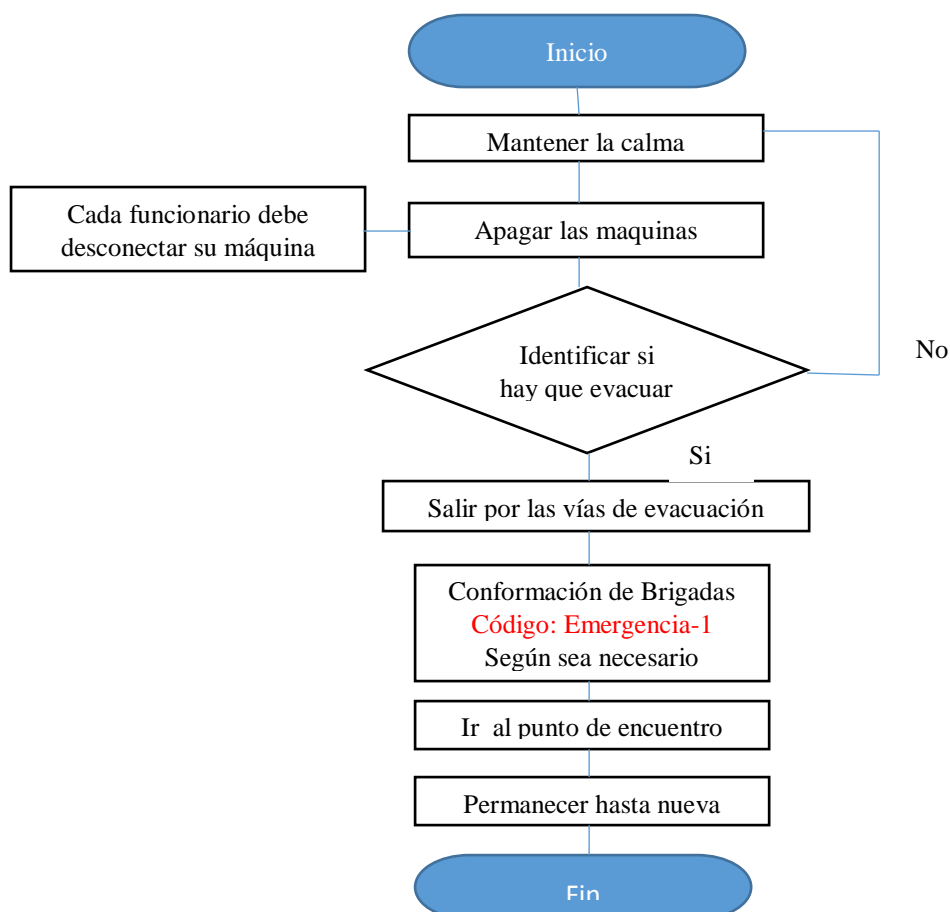 Inicio
Mantener la calma
Cada funcionario debe
desconectar su máquina
Apagar las maquinas
Identificar si
hay que evacuar
No
Si
Salir por las vías de evacuación
Conformación de Brigadas
Código: Emergencia-1
Según sea necesario
Ir al punto de encuentro
Permanecer hasta nueva
Fin